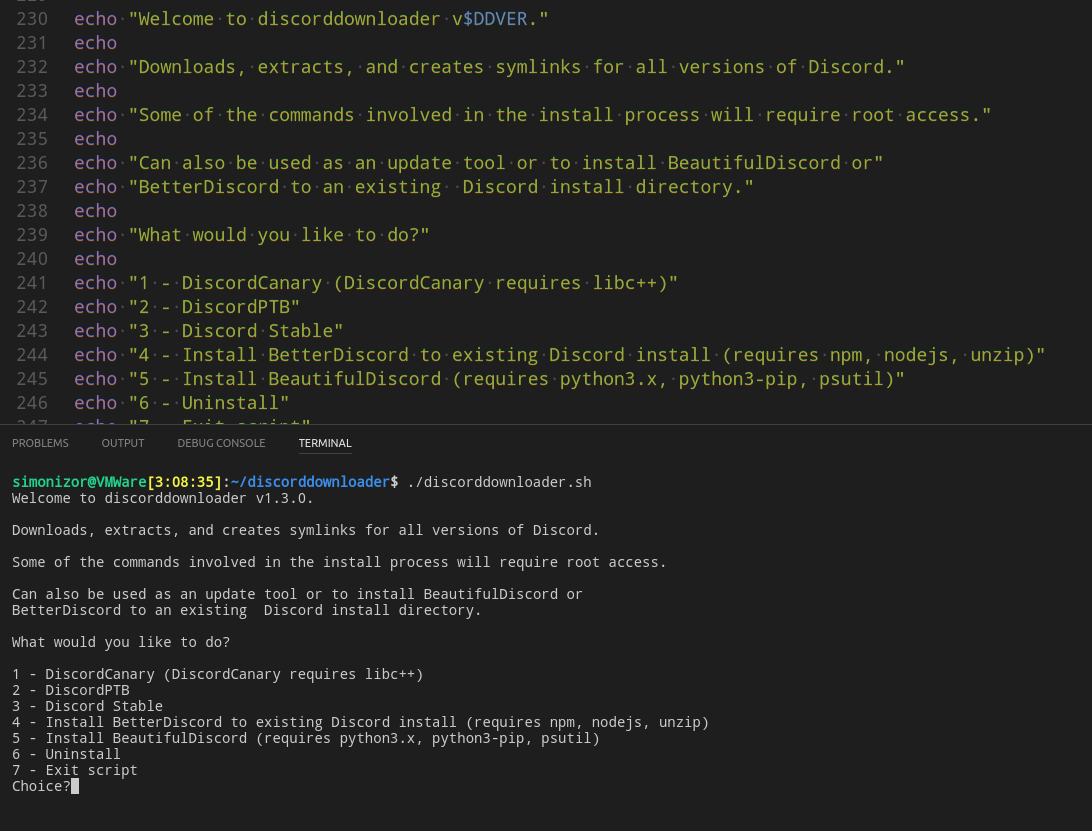 230 echo "Welcome to discorddownloader v$DDVER."
231 echo
232 echo "Downloads, extracts, and creates symlinks for all versions of Discord."
233 echo
234 echo "Some of the commands involved in the install process will require root access."
235 echo
236 echo "Can also be used as an update tool or to install BeautifulDiscord or"
237 echo "BetterDiscord to an existing  Discord install directory."
238 echo
239 echo "What would you like to do?"
240 echo
241 echo "1 - DiscordCanary (DiscordCanary requires libc++)"
242 echo "2 - DiscordPTB"
243 echo "3 - Discord Stable"
244 echo "4 - Install BetterDiscord to existing Discord install (requires npm, nodejs, unzip)"
245 echo "5 - Install BeautifulDiscord (requires python3.x, python3-pip, psutil)"
246 echo "6 - Uninstall"
247 echo "7 - Exit script"
PROBLEMS OUTPUT DEBUG CONSOLE TERMINAL
simonizor@VMWare[3:08:35]:~/discorddownloader$ ./discorddownloader.sh
Welcome to discorddownloader v1.3.0.
Downloads, extracts, and creates symlinks for all versions of Discord.
Some of the commands involved in the install process will require root access.
Can also be used as an update tool or to install BeautifulDiscord or
BetterDiscord to an existing  Discord install directory.
What would you like to do?
1 - DiscordCanary (DiscordCanary requires libc++)
2 - DiscordPTB
3 - Discord Stable
4 - Install BetterDiscord to existing Discord install (requires npm, nodejs, unzip)
5 - Install BeautifulDiscord (requires python3.x, python3-pip, psutil)
6 - Uninstall
7 - Exit script
Choice?